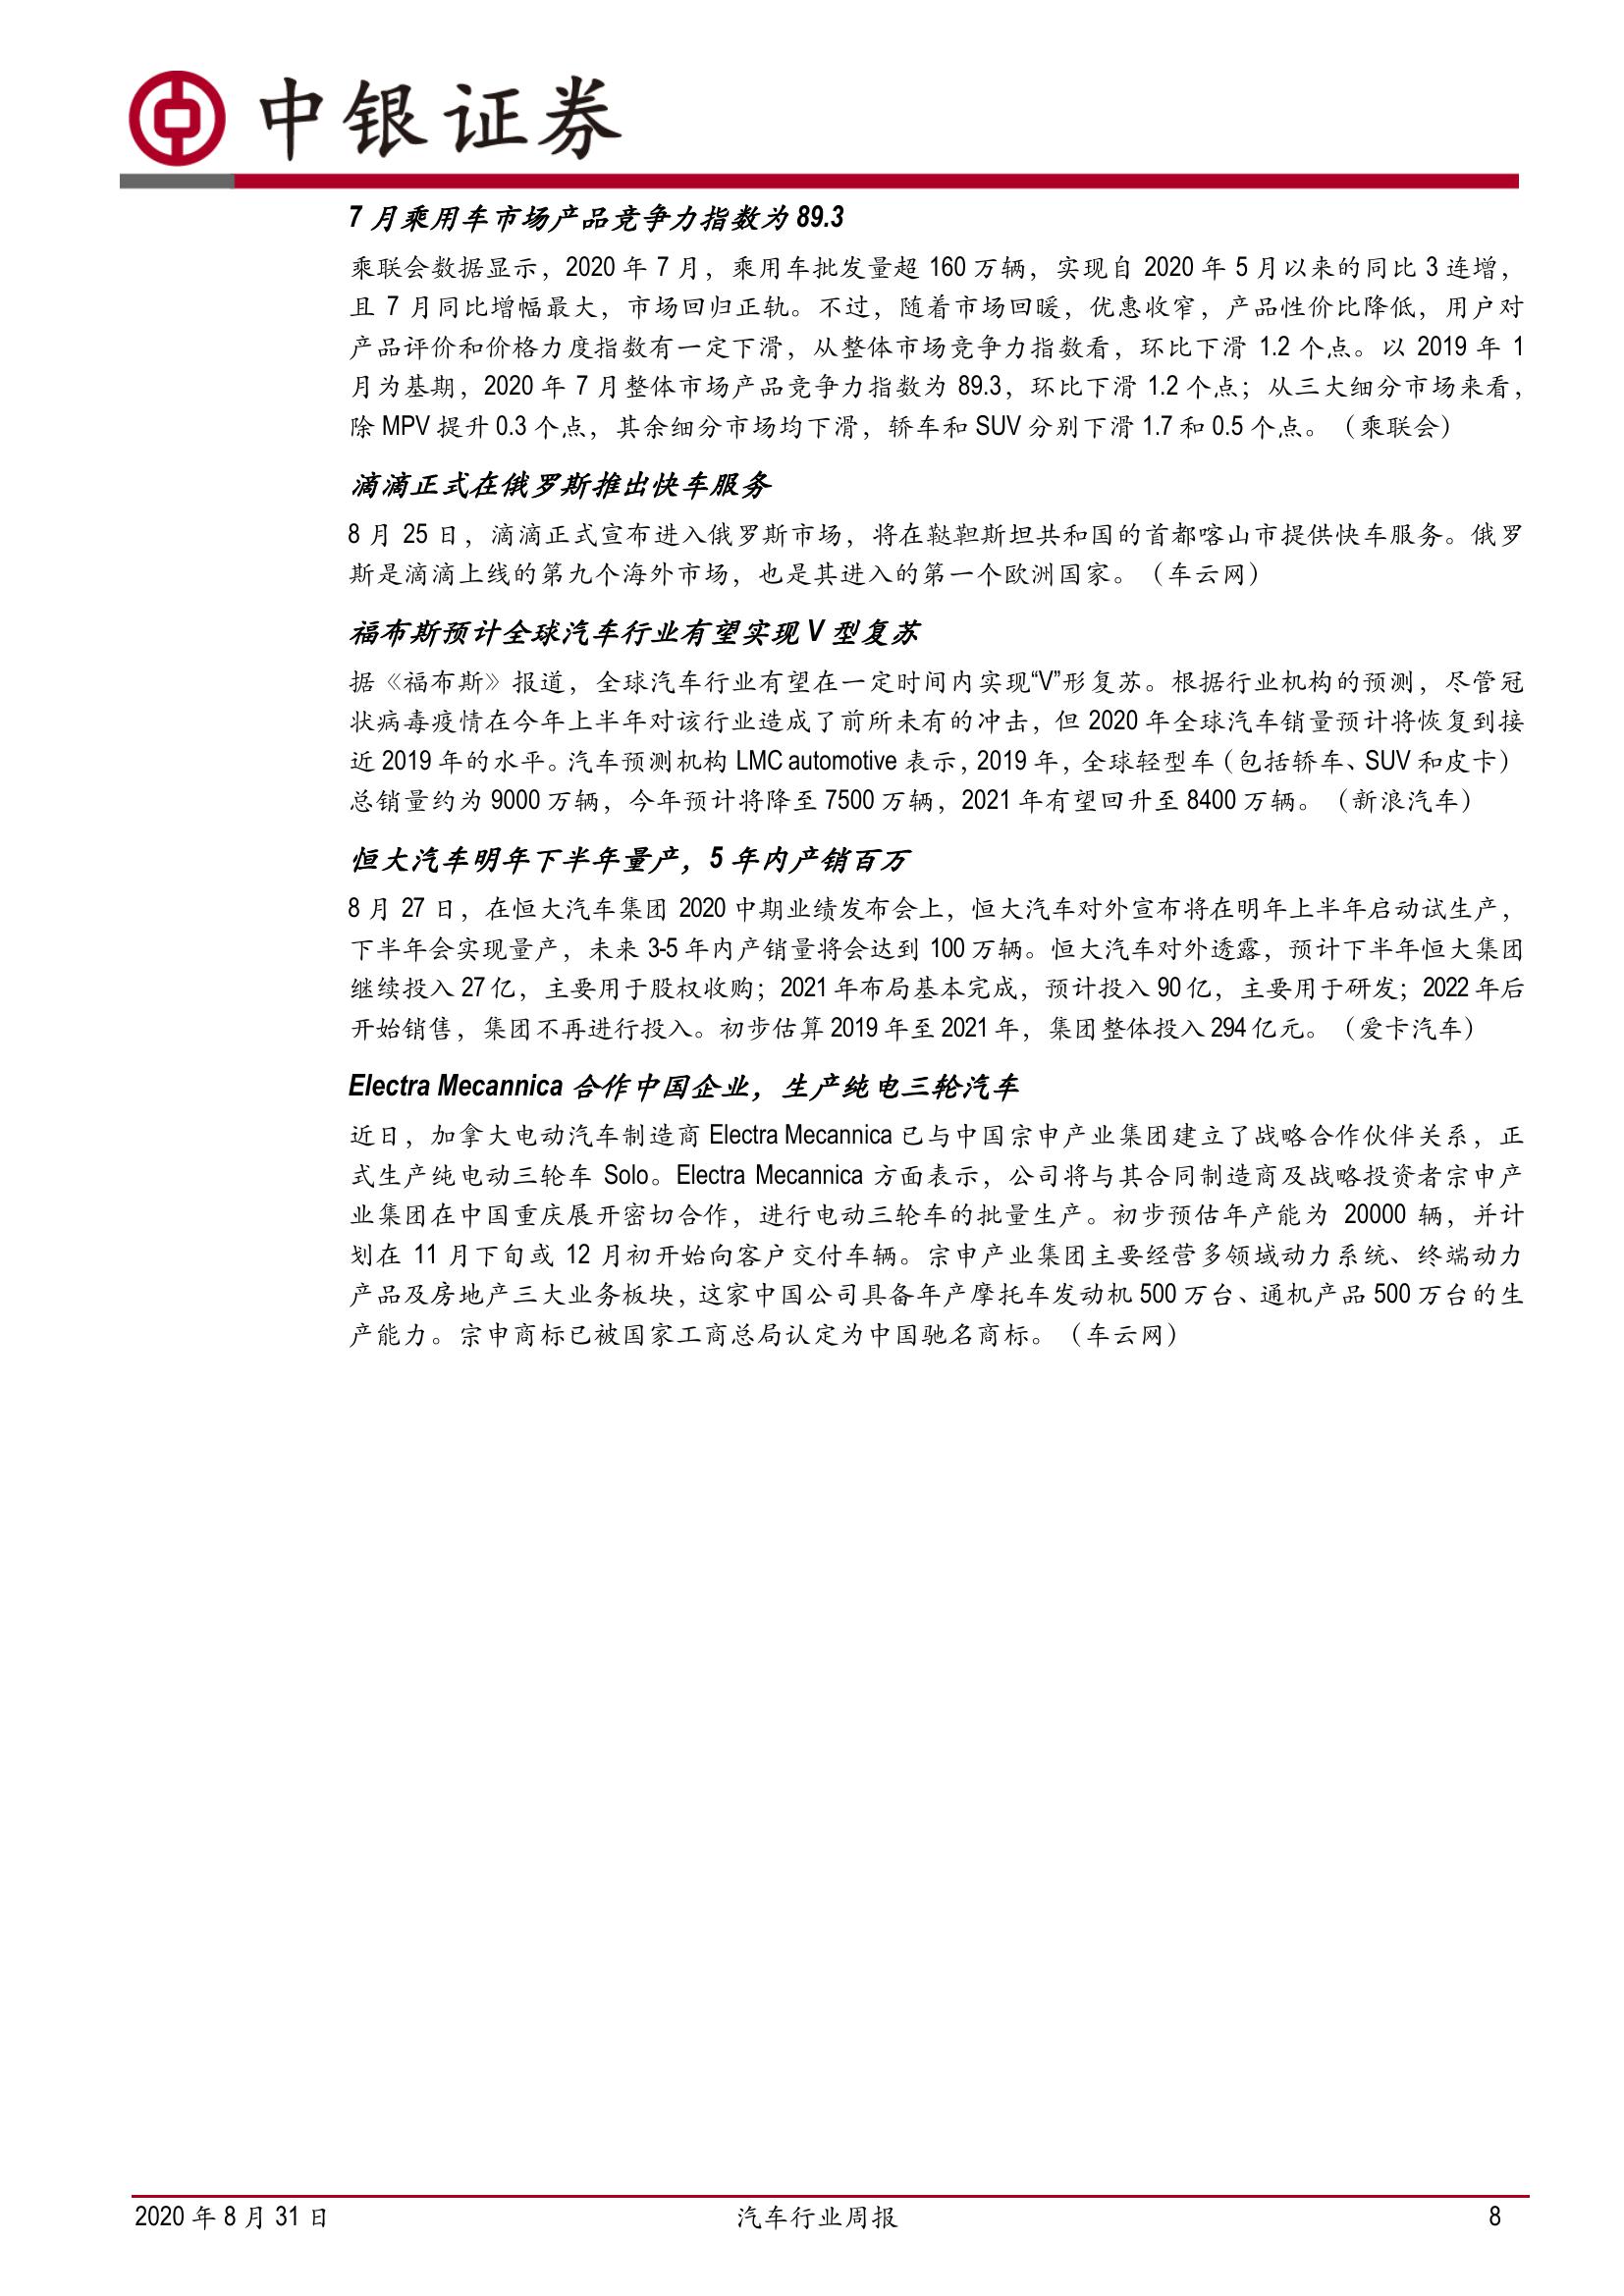 中银证券
7 月乘用车市场产品竞争力指数为 89.3
乘联会数据显示，2020 年 7 月，乘用车批发量超 160 万辆，实现自 2020 年 5 月以来的同比 3 连增，
且 7 月同比增幅最大，市场回归正轨。不过，随着市场回暖，优惠收窄，产品性价比降低，用户对
产品评价和价格力度指数有一定下滑，从整体市场竞争力指数看，环比下滑 1.2 个点。以 2019 年 1
月为基期，2020 年 7 月整体市场产品竞争力指数为 89.3，环比下滑 1.2 个点；从三大细分市场来看，
除 MPV 提升 0.3 个点，其余细分市场均下滑，轿车和 SUV 分别下滑 1.7 和 0.5 个点。（乘联会）
滴滴正式在俄罗斯推出快车服务
8 月 25 日，滴滴正式宣布进入俄罗斯市场，将在鞑靼斯坦共和国的首都喀山市提供快车服务。俄罗
斯是滴滴上线的第九个海外市场，也是其进入的第一个欧洲国家。（车云网）
福布斯预计全球汽车行业有望实现 V 型复苏
据《福布斯》报道，全球汽车行业有望在一定时间内实现“V”形复苏。根据行业机构的预测，尽管冠
状病毒疫情在今年上半年对该行业造成了前所未有的冲击，但 2020 年全球汽车销量预计将恢复到接
近 2019 年的水平。汽车预测机构 LMC automotive 表示，2019 年，全球轻型车（包括轿车、SUV 和皮卡）
总销量约为 9000 万辆，今年预计将降至 7500 万辆，2021 年有望回升至 8400 万辆。（新浪汽车）
恒大汽车明年下半年量产，5 年内产销百万
8 月 27 日，在恒大汽车集团 2020 中期业绩发布会上，恒大汽车对外宣布将在明年上半年启动试生产，
下半年会实现量产，未来 3-5 年内产销量将会达到 100 万辆。恒大汽车对外透露，预计下半年恒大集团
继续投入 27 亿，主要用于股权收购；2021 年布局基本完成，预计投入 90 亿，主要用于研发；2022 年后
开始销售，集团不再进行投入。初步估算 2019 年至 2021 年，集团整体投入 294 亿元。（爱卡汽车）
Electra Mecannica 合作中国企业，生产纯电三轮汽车
近日，加拿大电动汽车制造商 Electra Mecannica 已与中国宗申产业集团建立了战略合作伙伴关系，正
式生产纯电动三轮车 Solo。Electra Mecannica 方面表示，公司将与其合同制造商及战略投资者宗申产
业集团在中国重庆展开密切合作，进行电动三轮车的批量生产。初步预估年产能为 20000 辆，并计
划在 11 月下旬或 12 月初开始向客户交付车辆。宗申产业集团主要经营多领域动力系统、终端动力
产品及房地产三大业务板块，这家中国公司具备年产摩托车发动机 500 万台、通机产品 500 万台的生
产能力。宗申商标已被国家工商总局认定为中国驰名商标。（车云网）
2020 年 8 月 31 日 汽车行业周报 8